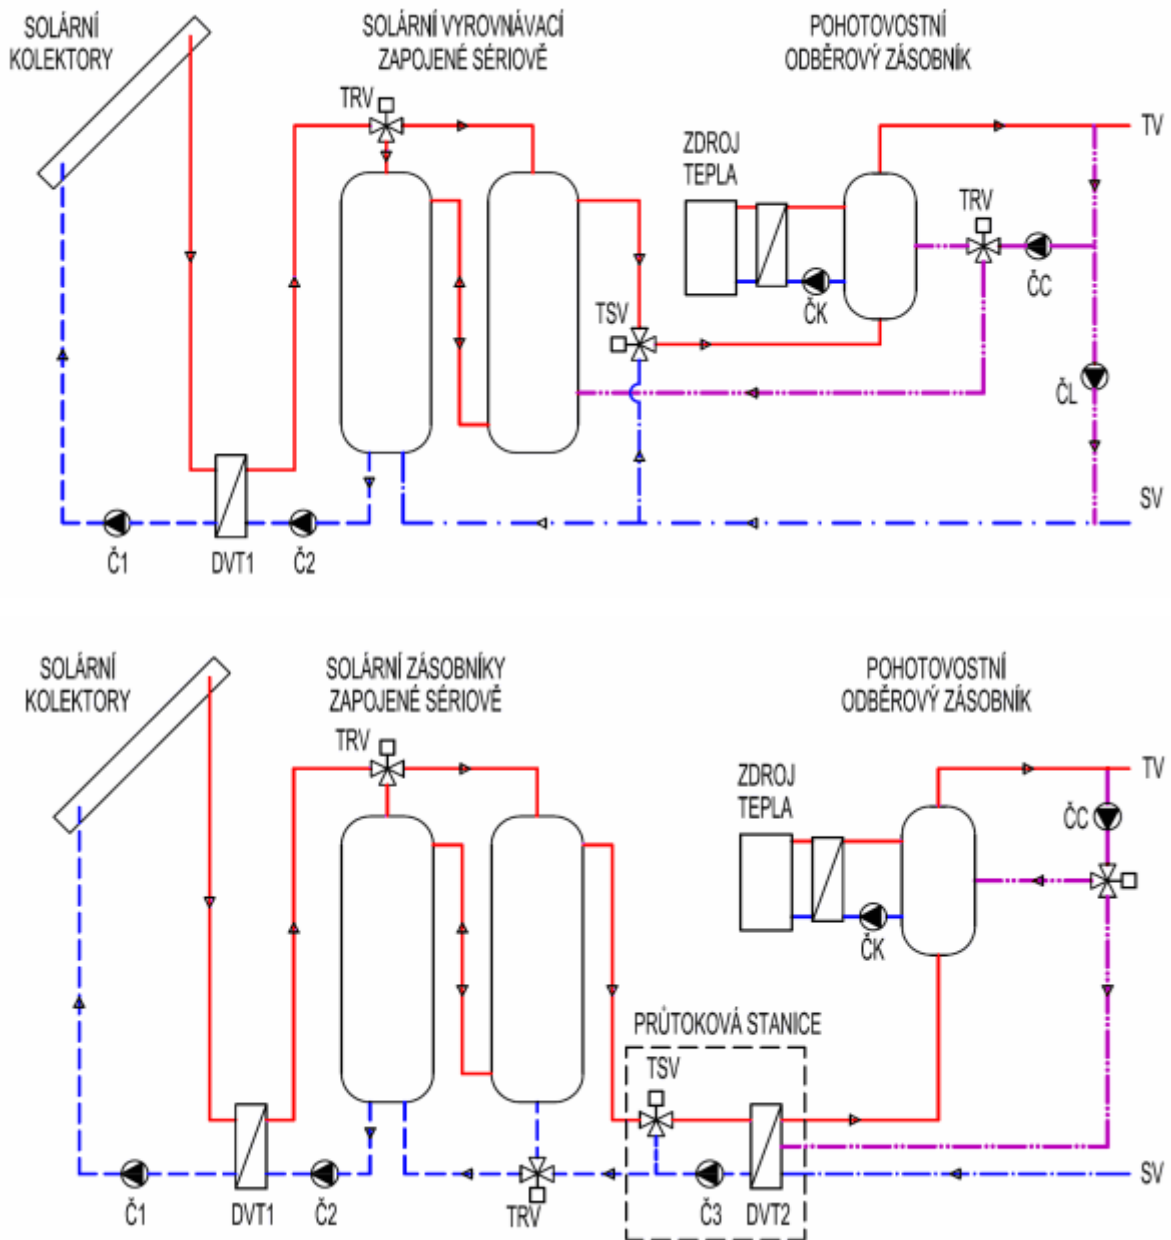 SOLÁRNÍ
KOLEKTORY
SOLÁRNÍ VYROVNÁVACÍ
ZAPOJENÉ SÉRIOVĚ
POHOTOVOSTNÍ
ODBĚROVÝ ZÁSOBNÍK
TRV
TV
ZDROJ
TEPLA
TRV
ČC
ČK
TSV
ČL
SV
Č1
DVT1
Č2
SOLÁRNÍ
KOLEKTORY
SOLÁRNÍ ZÁSOBNÍKY
ZAPOJENÉ SÉRIOVĚ
POHOTOVOSTNÍ
ODBĚROVÝ ZÁSOBNÍK
TRV
TV
ZDROJ
TEPLA
ČC
ČK
PRŮTOKOVÁ STANICE
TSV
SV
Č1
DVT1
Č2
TRV
Č3
DVT2